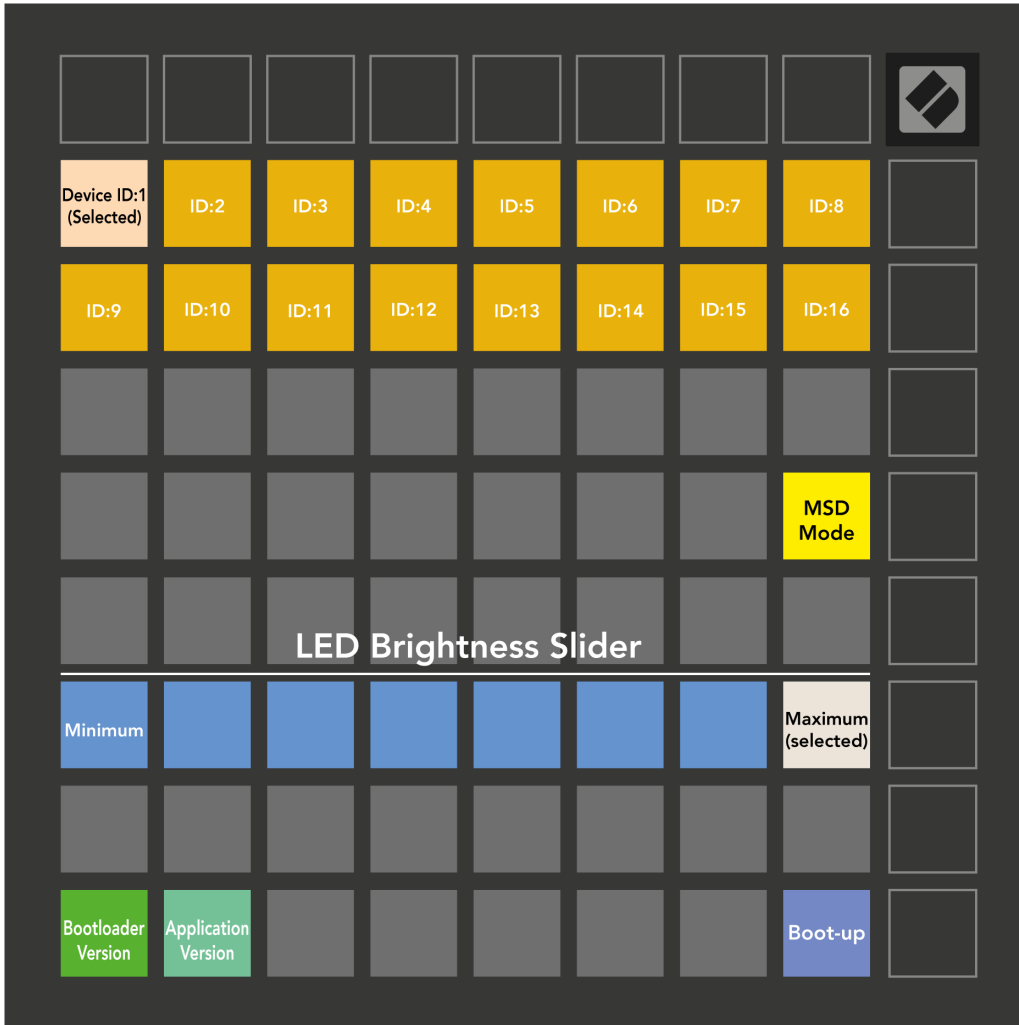 Device ID:1
(Selected)
ID:2
ID:3
ID:4
ID:5
ID:6
ID:7
ID:8
ID:9
ID:10
ID:11
ID:12
ID:13
ID:14
ID:15
ID:16
MSD
Mode
LED Brightness Slider
Minimum
Maximum
(selected)
Bootloader
Version
Application
Version
Boot-up